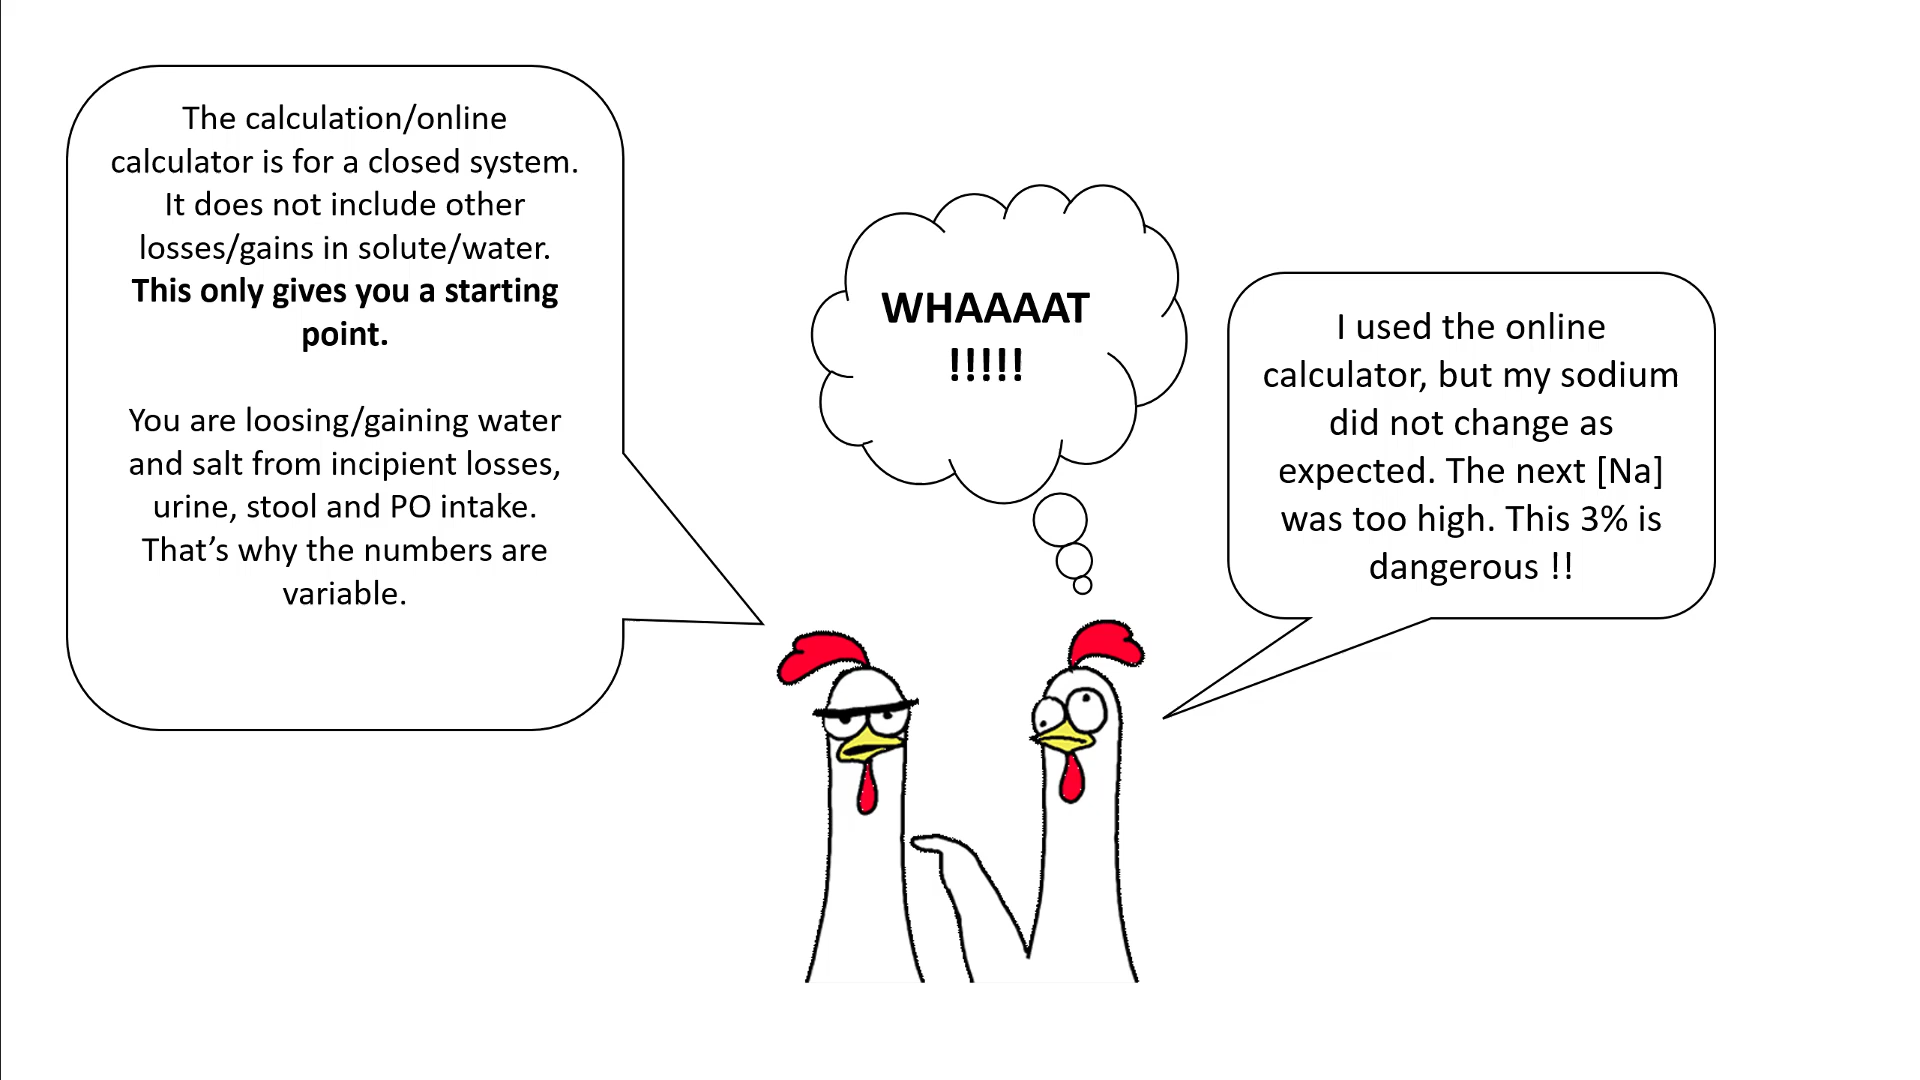 The calculation/online
calculator is for a closed system.
It does not include other
losses/gains in solute/water.
This only gives you a starting
point.
You are loosing/gaining water
and salt from incipient losses,
urine, stool and PO intake.
That’s why the numbers are
variable.
WHAAAAT
!!!!!
I used the online
calculator, but my sodium
did not change as
expected. The next [Na]
was too high. This 3% is
dangerous !!